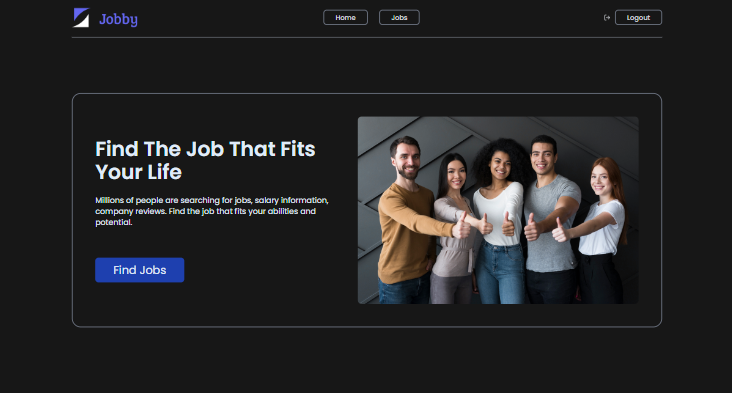 Jobby
Home
Jobs
Logout
Find The Job That Fits
Your Life
Millions of people are searching for jobs, salary information,
company reviews. Find the job that fits your abilities and
potential.
Find Jobs